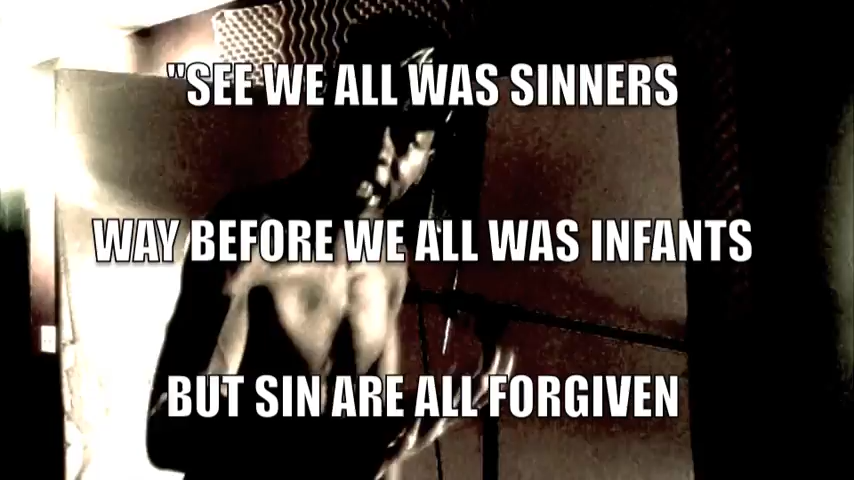 "SEE WE ALL WAS SINNERS
WAY BEFORE WE ALL WAS INFANTS
BUT SIN ARE ALL FORGIVEN